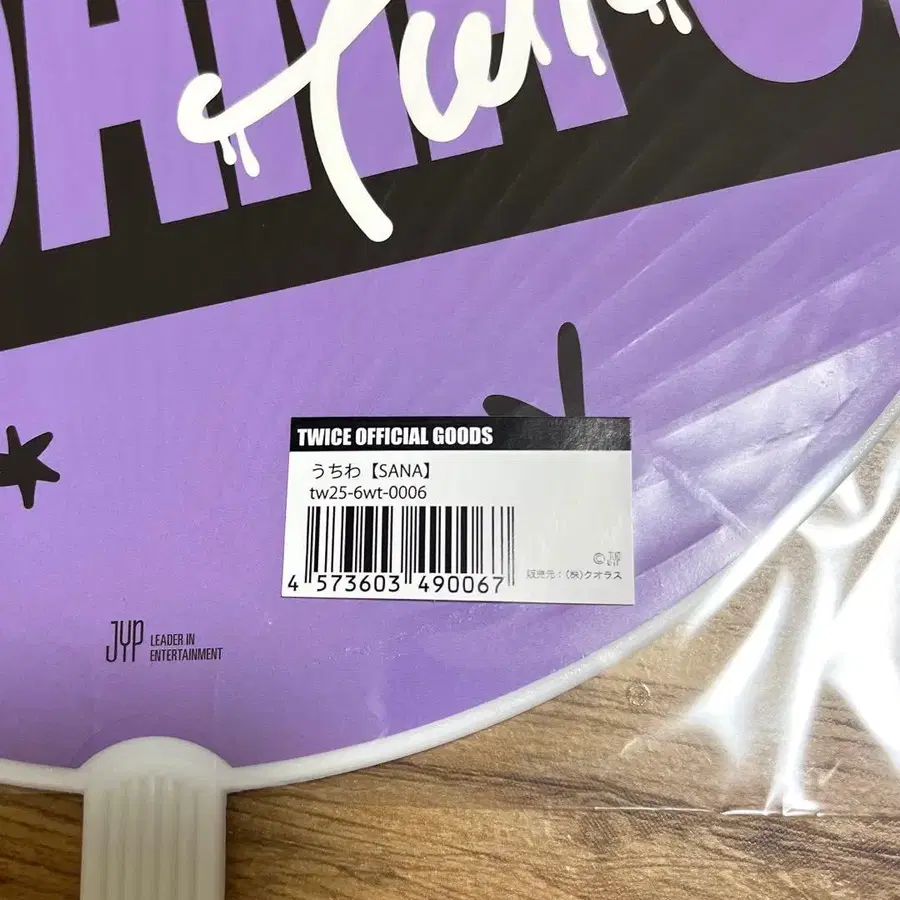 TWICE OFFICIAL GOODS
うちわ【SANA】
tw25-6wt-0006
4 573603 490067
©JYP
販売元：(株)クオラス
JYP LEADER IN
ENTERTAINMENT